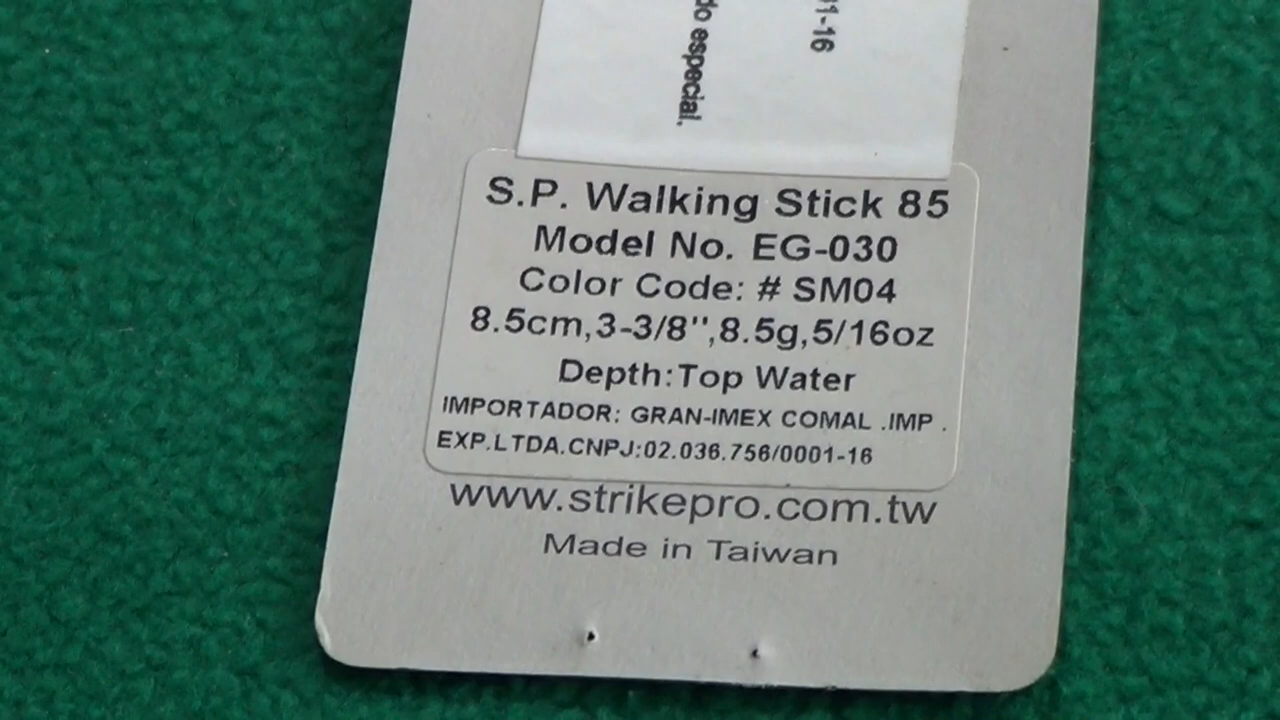 do especial.
1-16
S.P. Walking Stick 85
Model No. EG-030
Color Code: # SM04
8.5cm,3-3/8'',8.5g,5/16oz
Depth:Top Water
IMPORTADOR: GRAN-IMEX COMAL .IMP .
EXP.LTDA.CNPJ:02.036.756/0001-16
www.strikepro.com.tw
Made in Taiwan